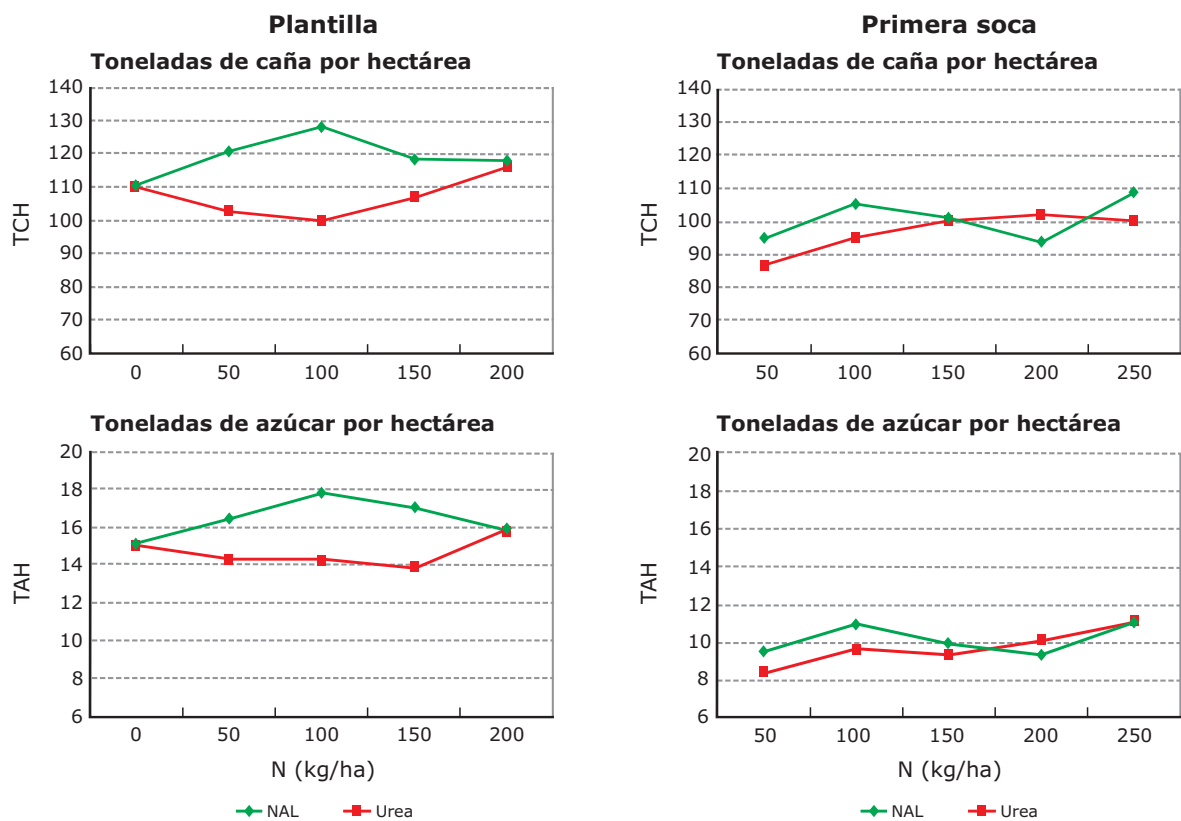 Plantilla
Toneladas de caña por hectárea
TCH
140
130
120
110
100
90
80
70
60
0 50 100 150 200
Primera soca
Toneladas de caña por hectárea
TCH
140
130
120
110
100
90
80
70
60
50 100 150 200 250
Toneladas de azúcar por hectárea
TAH
20
18
16
14
12
10
8
6
0 50 100 150 200
N (kg/ha)
NAL Urea
Toneladas de azúcar por hectárea
TAH
20
18
16
14
12
10
8
6
50 100 150 200 250
N (kg/ha)
NAL Urea